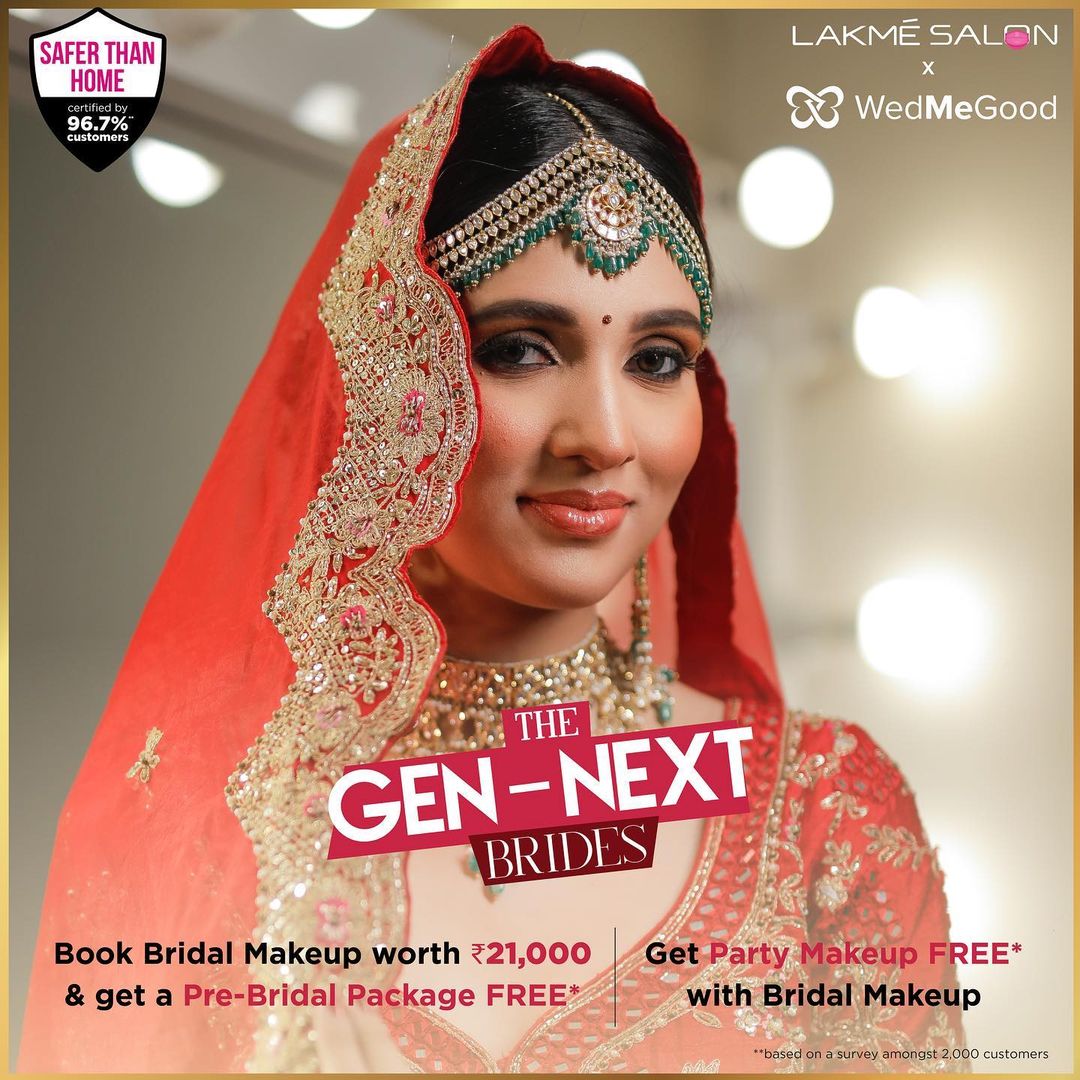 SAFER THAN
HOME
certified by
96.7%**
customers
LAKMÉ SALON
x
WedMeGood
THE
GEN-NEXT
BRIDES
Book Bridal Makeup worth ₹21,000
& get a Pre-Bridal Package FREE*
Get Party Makeup FREE*
with Bridal Makeup
**based on a survey amongst 2,000 customers